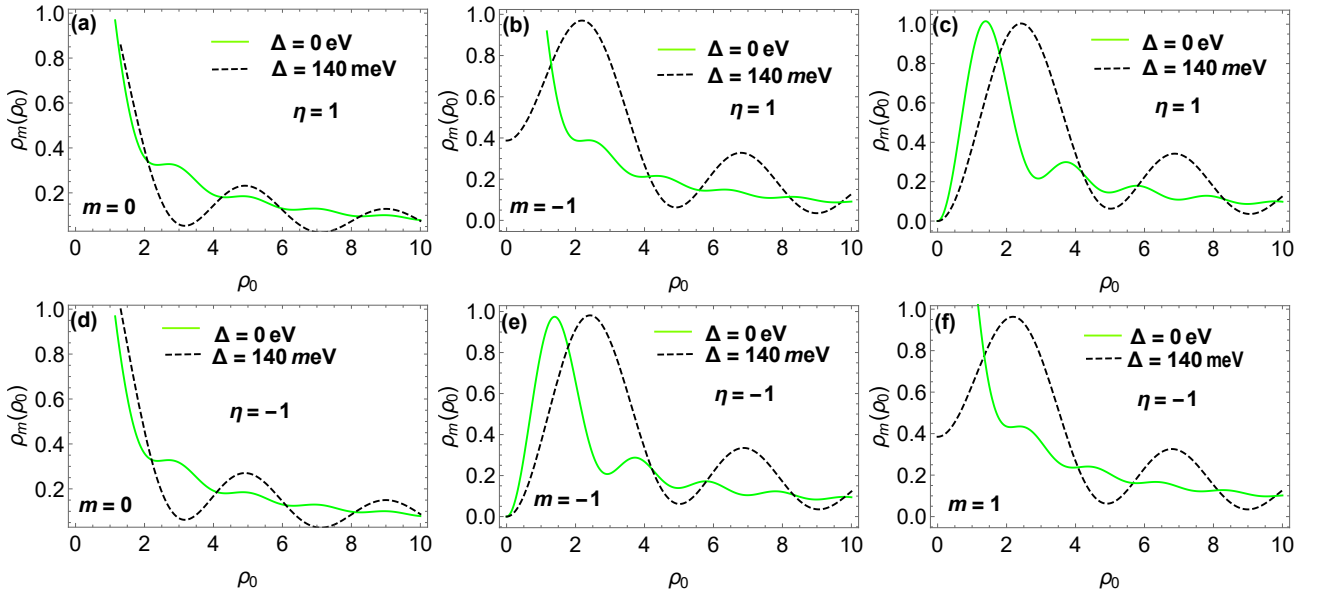 (a)
Δ = 0 eV
Δ = 140 meV
η = 1
m = 0
ρm(ρ0)
1.0
0.8
0.6
0.4
0.2
0 2 4 6 8 10
ρ0
(b)
Δ = 0 eV
Δ = 140 meV
η = 1
m = −1
ρm(ρ0)
1.0
0.8
0.6
0.4
0.2
0.0
0 2 4 6 8 10
ρ0
(c)
Δ = 0 eV
Δ = 140 meV
η = 1
ρm(ρ0)
1.0
0.8
0.6
0.4
0.2
0.0
0 2 4 6 8 10
ρ0
(d)
Δ = 0 eV
Δ = 140 meV
η = −1
m = 0
ρm(ρ0)
1.0
0.8
0.6
0.4
0.2
0 2 4 6 8 10
ρ0
(e)
Δ = 0 eV
Δ = 140 meV
η = −1
m = −1
ρm(ρ0)
1.0
0.8
0.6
0.4
0.2
0.0
0 2 4 6 8 10
ρ0
(f)
Δ = 0 eV
Δ = 140 meV
η = −1
m = 1
ρm(ρ0)
1.0
0.8
0.6
0.4
0.2
0.0
0 2 4 6 8 10
ρ0